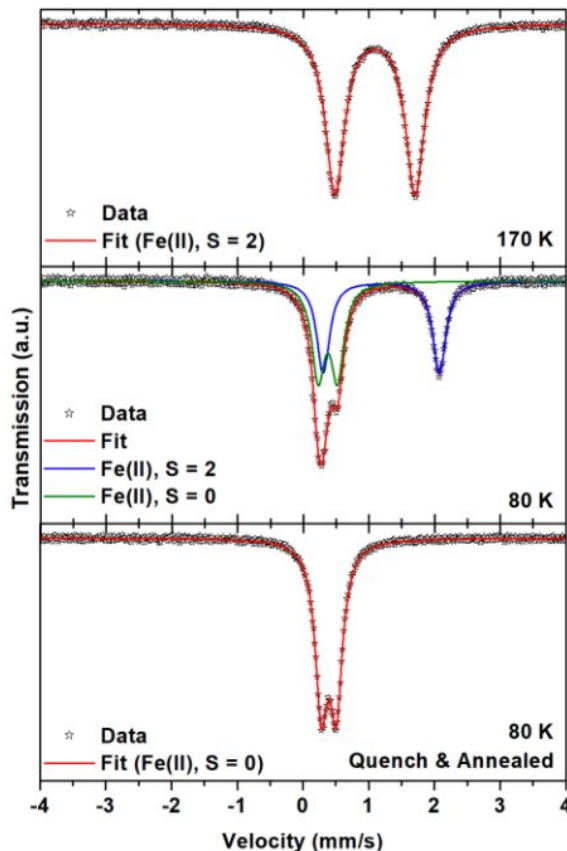 Data
Fit (Fe(II), S = 2)
170 K
Transmission (a.u.)
Data
Fit
Fe(II), S = 2
Fe(II), S = 0
80 K
80 K
Data
Fit (Fe(II), S = 0)
Quench & Annealed
-4 -3 -2 -1 0 1 2 3 4
Velocity (mm/s)